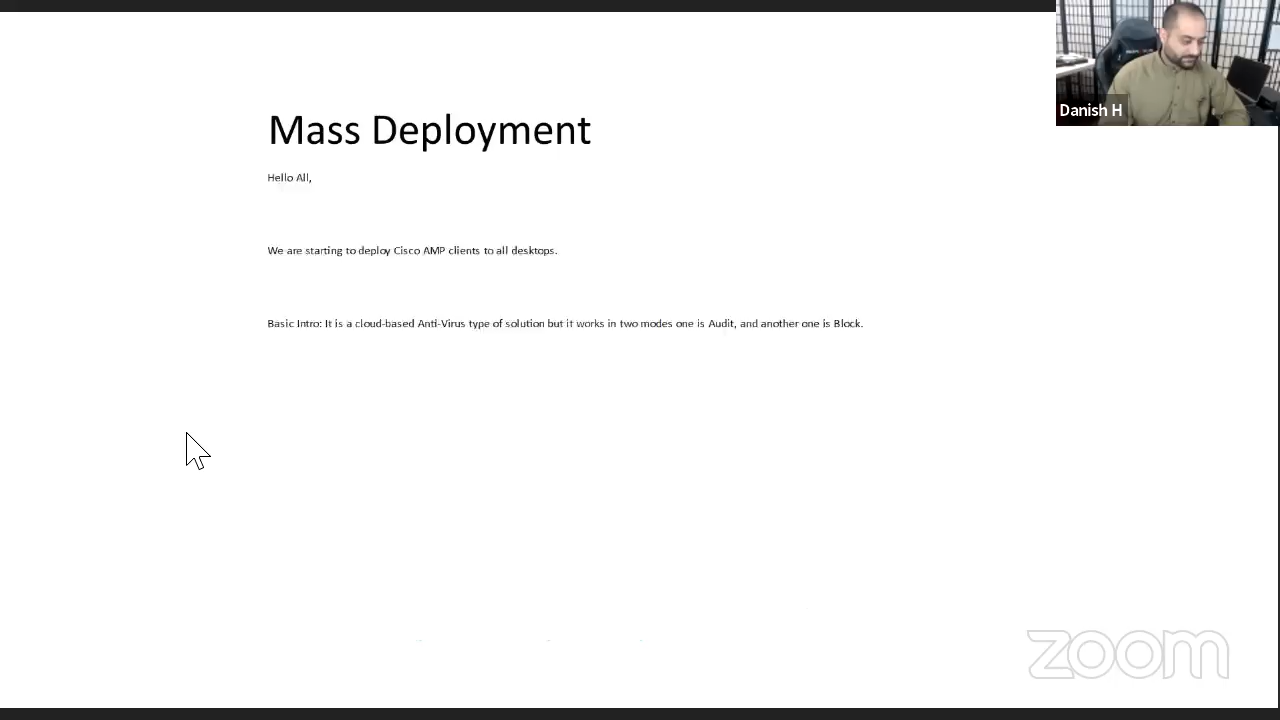 Danish H
Mass Deployment
Hello All,
We are starting to deploy Cisco AMP clients to all desktops.
Basic Intro: It is a cloud-based Anti-Virus type of solution but it works in two modes one is Audit, and another one is Block.
zoom